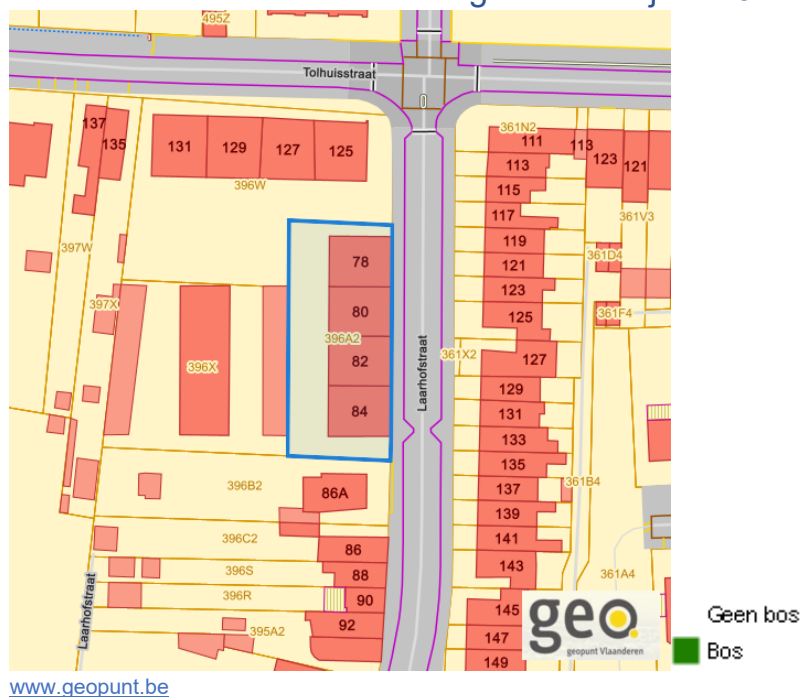 495Z
Tolhuisstraat
137
135
131
129
127
125
396W
361N2
111
113
113
123
121
115
117
361V3
119
397W
78
121
361D4
123
397X
80
125
361F4
396A2
396X
82
Laarhofstraat
361X2
127
84
129
131
133
135
396B2
86A
137
361B4
139
396C2
141
86
143
396S
88
361A4
396R
90
Laarhofstraat
145
92
395A2
147
149
geo
geopunt Vlaanderen
Geen bos
Bos
www.geopunt.be